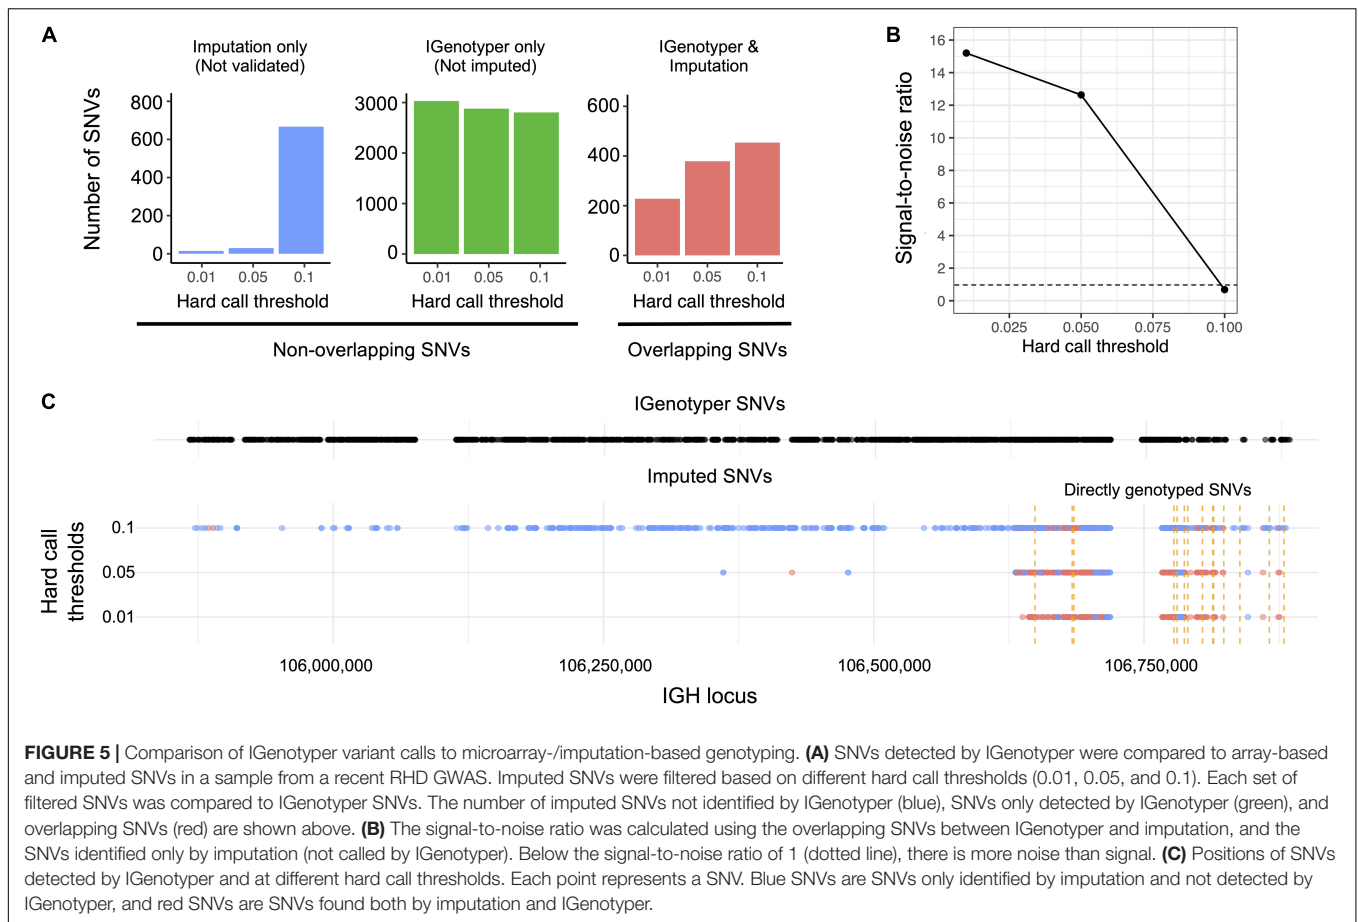 A
Imputation only
(Not validated)
IGenotyper only
(Not imputed)
IGenotyper &
Imputation
Number of SNVs
800
600
400
200
0
0.01 0.05 0.1
Hard call threshold
3000
2000
1000
0
0.01 0.05 0.1
Hard call threshold
600
400
200
0
0.01 0.05 0.1
Hard call threshold
Non-overlapping SNVs
Overlapping SNVs
B
Signal-to-noise ratio
16
14
12
10
8
6
4
2
0
0.025 0.050 0.075 0.100
Hard call threshold
C
IGenotyper SNVs
Imputed SNVs
Directly genotyped SNVs
Hard call
thresholds
0.1
0.05
0.01
106,000,000 106,250,000 106,500,000 106,750,000
IGH locus
FIGURE 5 | Comparison of IGenotyper variant calls to microarray-/imputation-based genotyping. (A) SNVs detected by IGenotyper were compared to array-based
and imputed SNVs in a sample from a recent RHD GWAS. Imputed SNVs were filtered based on different hard call thresholds (0.01, 0.05, and 0.1). Each set of
filtered SNVs was compared to IGenotyper SNVs. The number of imputed SNVs not identified by IGenotyper (blue), SNVs only detected by IGenotyper (green), and
overlapping SNVs (red) are shown above. (B) The signal-to-noise ratio was calculated using the overlapping SNVs between IGenotyper and imputation, and the
SNVs identified only by imputation (not called by IGenotyper). Below the signal-to-noise ratio of 1 (dotted line), there is more noise than signal. (C) Positions of SNVs
detected by IGenotyper and at different hard call thresholds. Each point represents a SNV. Blue SNVs are SNVs only identified by imputation and not detected by
IGenotyper, and red SNVs are SNVs found both by imputation and IGenotyper.